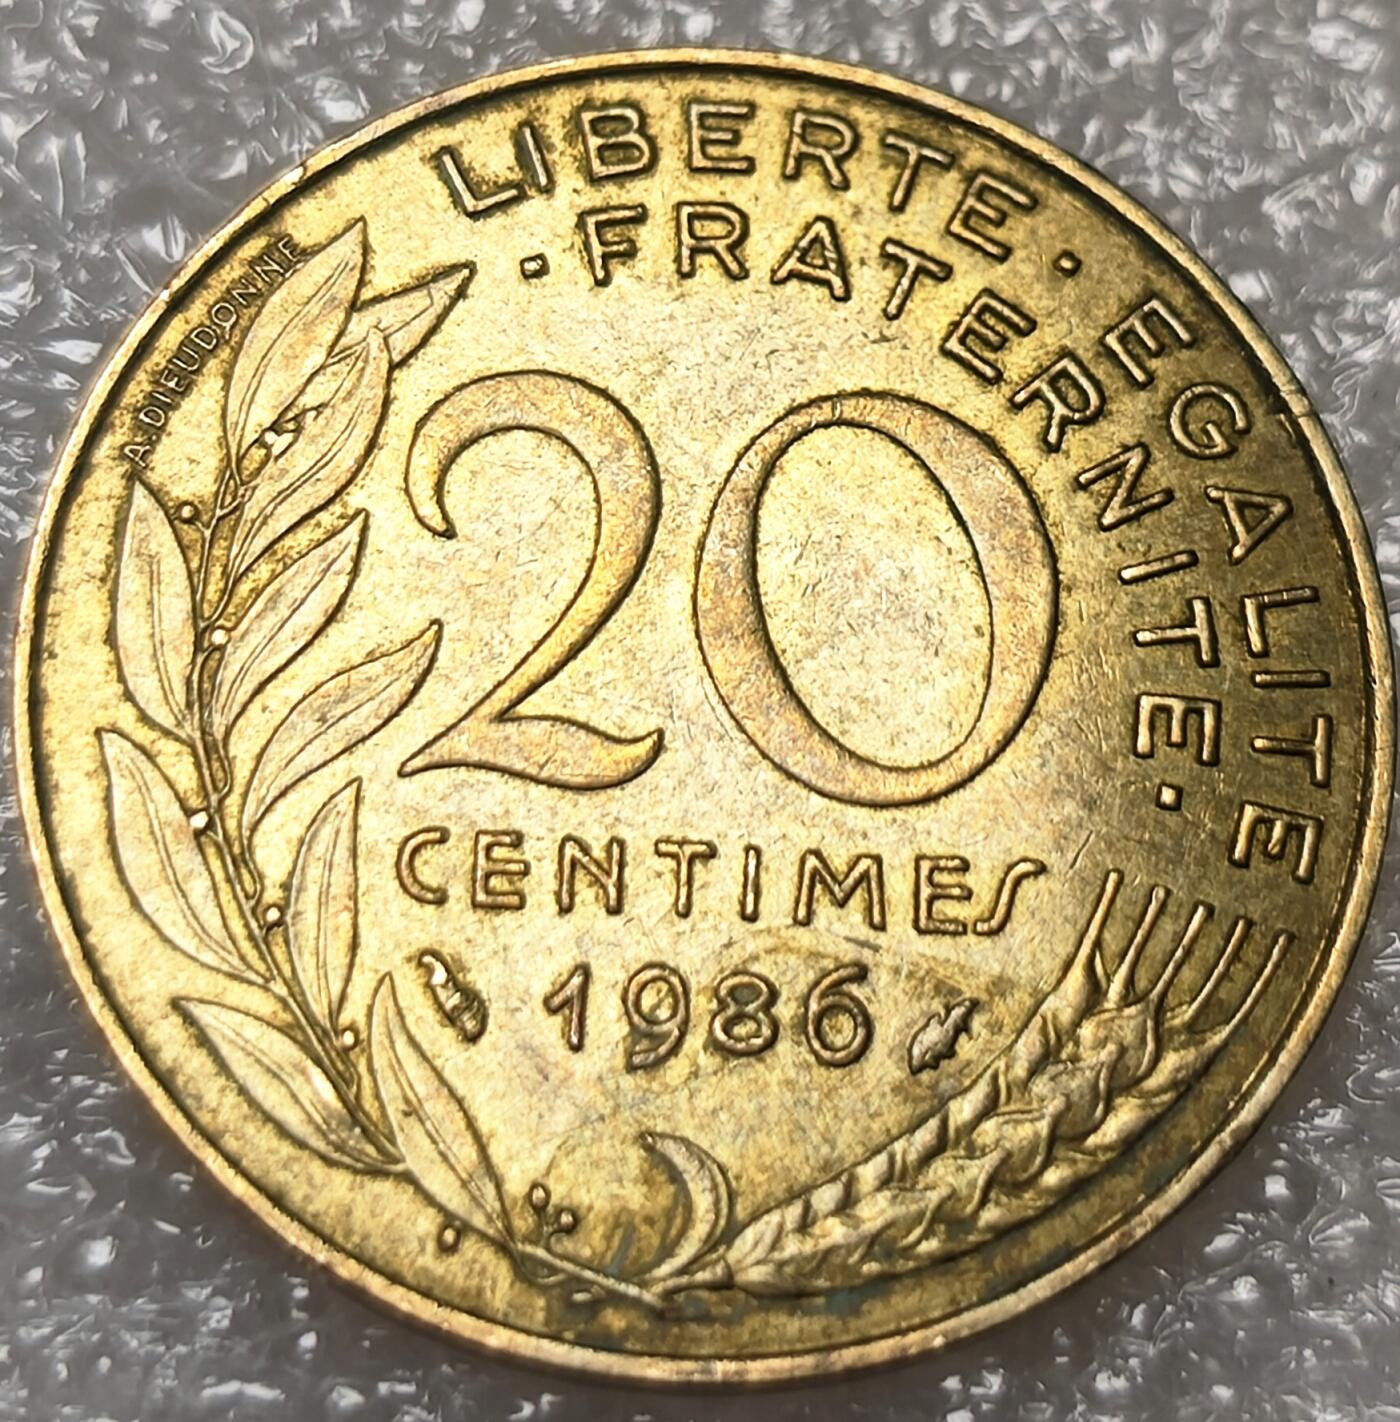 LIBERTE · EGALITE
· FRATERNITE ·
A. DIEUDONNE
20
CENTIMES
1986